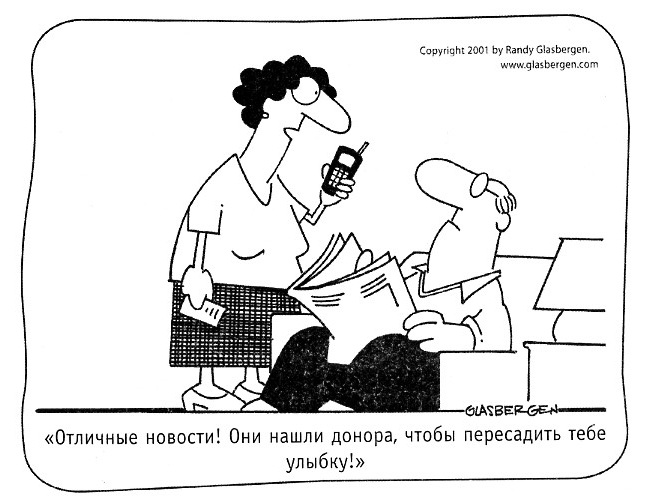 Copyright 2001 by Randy Glasbergen.
www.glasbergen.com
GLASBERGEN
«Отличные новости! Они нашли донора, чтобы пересадить тебе
улыбку!»